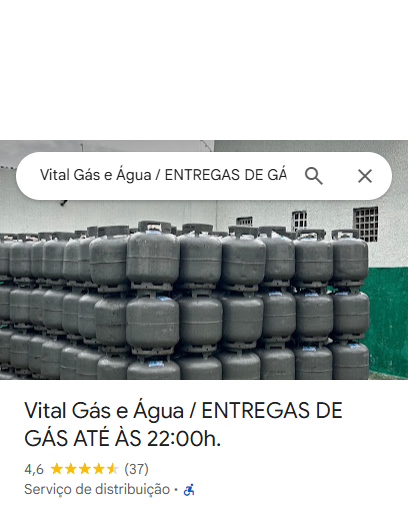 Vital Gás e Água / ENTREGAS DE GÁ
Vital Gás e Água / ENTREGAS DE
GÁS ATÉ ÀS 22:00h.
4,6 (37)
Serviço de distribuição ·